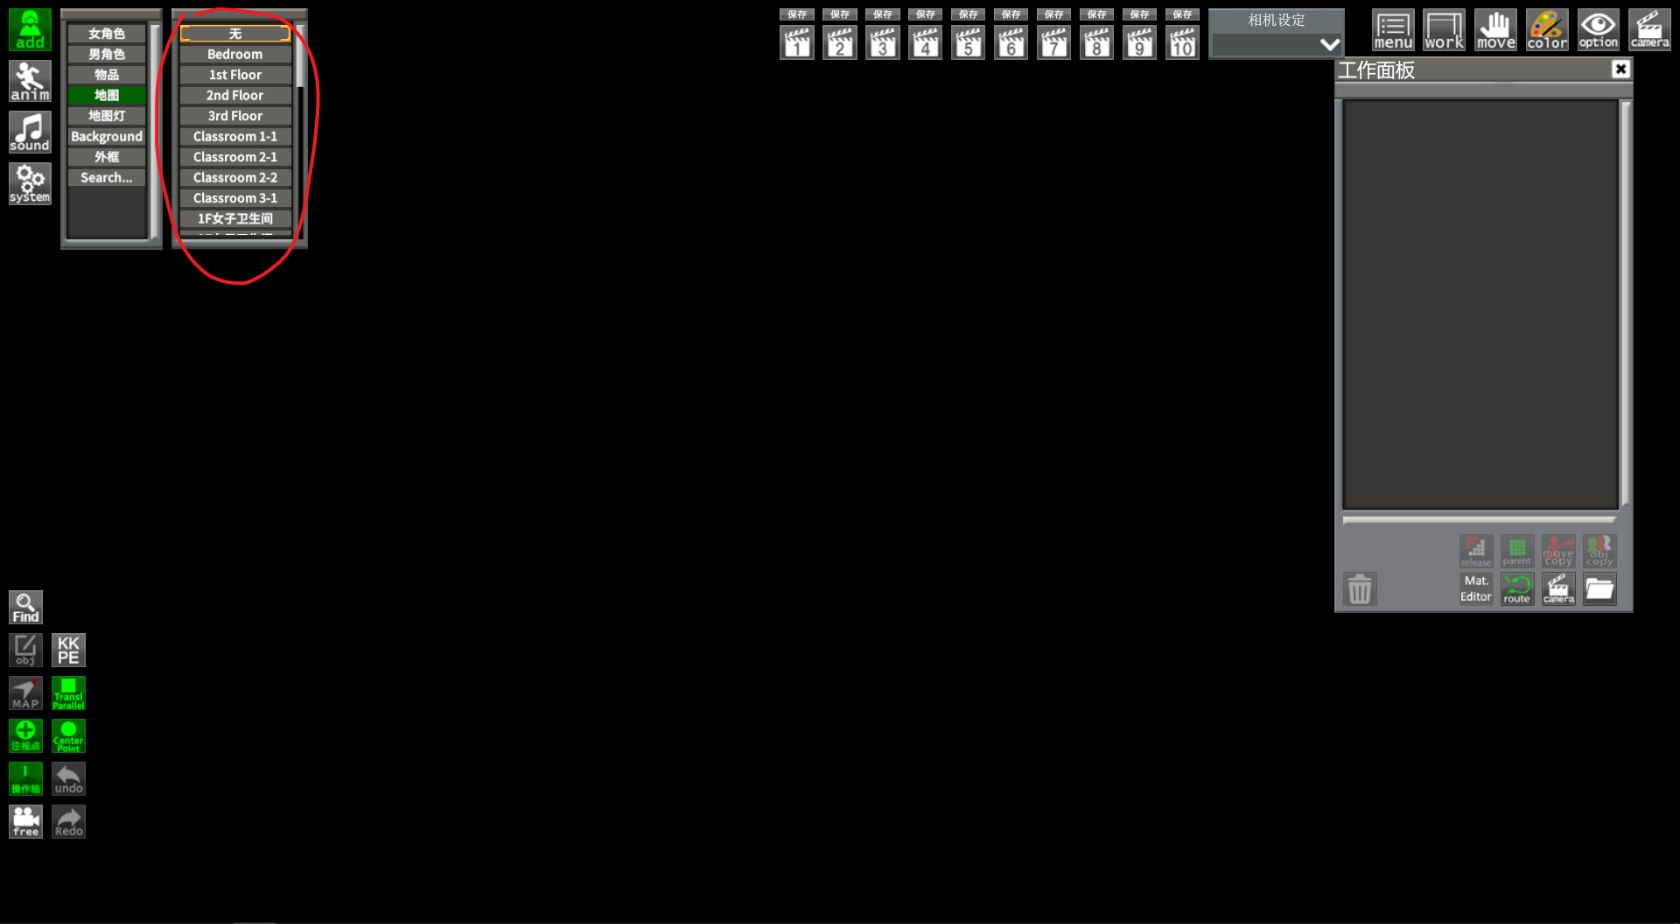 add
anim
sound
system
女角色
男角色
物品
地图
地图灯
Background
外框
Search...
无
Bedroom
1st Floor
2nd Floor
3rd Floor
Classroom 1-1
Classroom 2-1
Classroom 2-2
Classroom 3-1
1F女子卫生间
保存 保存 保存 保存 保存 保存 保存 保存 保存 保存
1 2 3 4 5 6 7 8 9 10
相机设定
menu work move color option camera
工作面板
release parent move copy obj copy
Mat. Editor route camera
Find
obj KK PE
MAP Transl Parallel
注视点 Center Point
操作轴 undo
free Redo